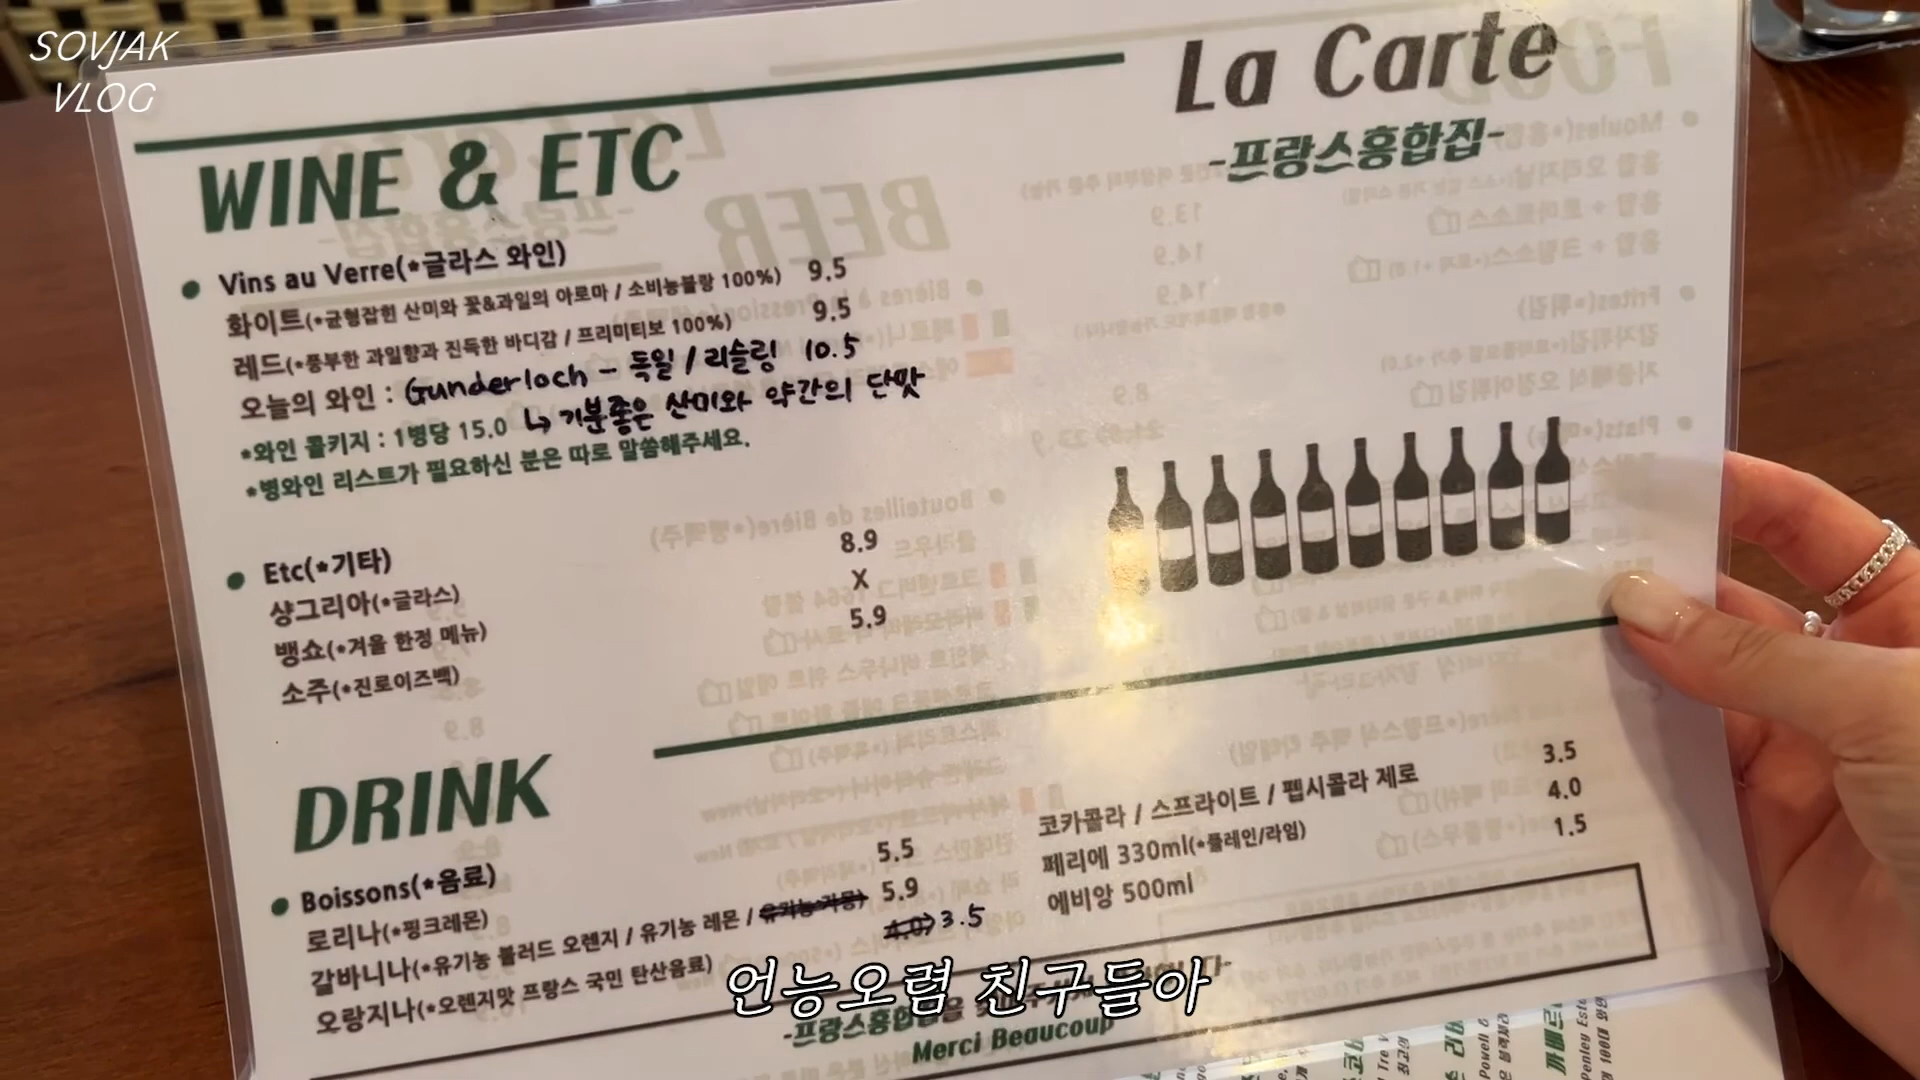 SOVJAK
VLOG
La Carte
-프랑스홍합집-
WINE & ETC
Vins au Verre(*글라스 와인)
화이트(*균형잡힌 산미와 꽃&과일의 아로마 / 소비뇽블랑 100%) 9.5
레드(*풍부한 과일향과 진득한 바디감 / 프리미티보 100%) 9.5
오늘의 와인 : Gunderloch - 독일 / 리슬링 10.5
↳ 기분좋은 산미와 약간의 단맛
*와인 콜키지 : 1병당 15.0
*병와인 리스트가 필요하신 분은 따로 말씀해주세요.
Etc(*기타)
샹그리아(*글라스) 8.9
뱅쇼(*겨울 한정 메뉴) X
소주(*진로이즈백) 5.9
DRINK
Boissons(*음료)
로리나(*핑크레몬) 5.5
갈바니나(*유기농 블러드 오렌지 / 유기농 레몬 / 유기농 자몽) 5.9
오랑지나(*오렌지맛 프랑스 국민 탄산음료) 4.0 3.5
코카콜라 / 스프라이트 / 펩시콜라 제로 3.5
페리에 330ml(*플레인/라임) 4.0
에비앙 500ml 1.5
언능오렴 친구들아
-프랑스홍합집을
Merci Beaucoup